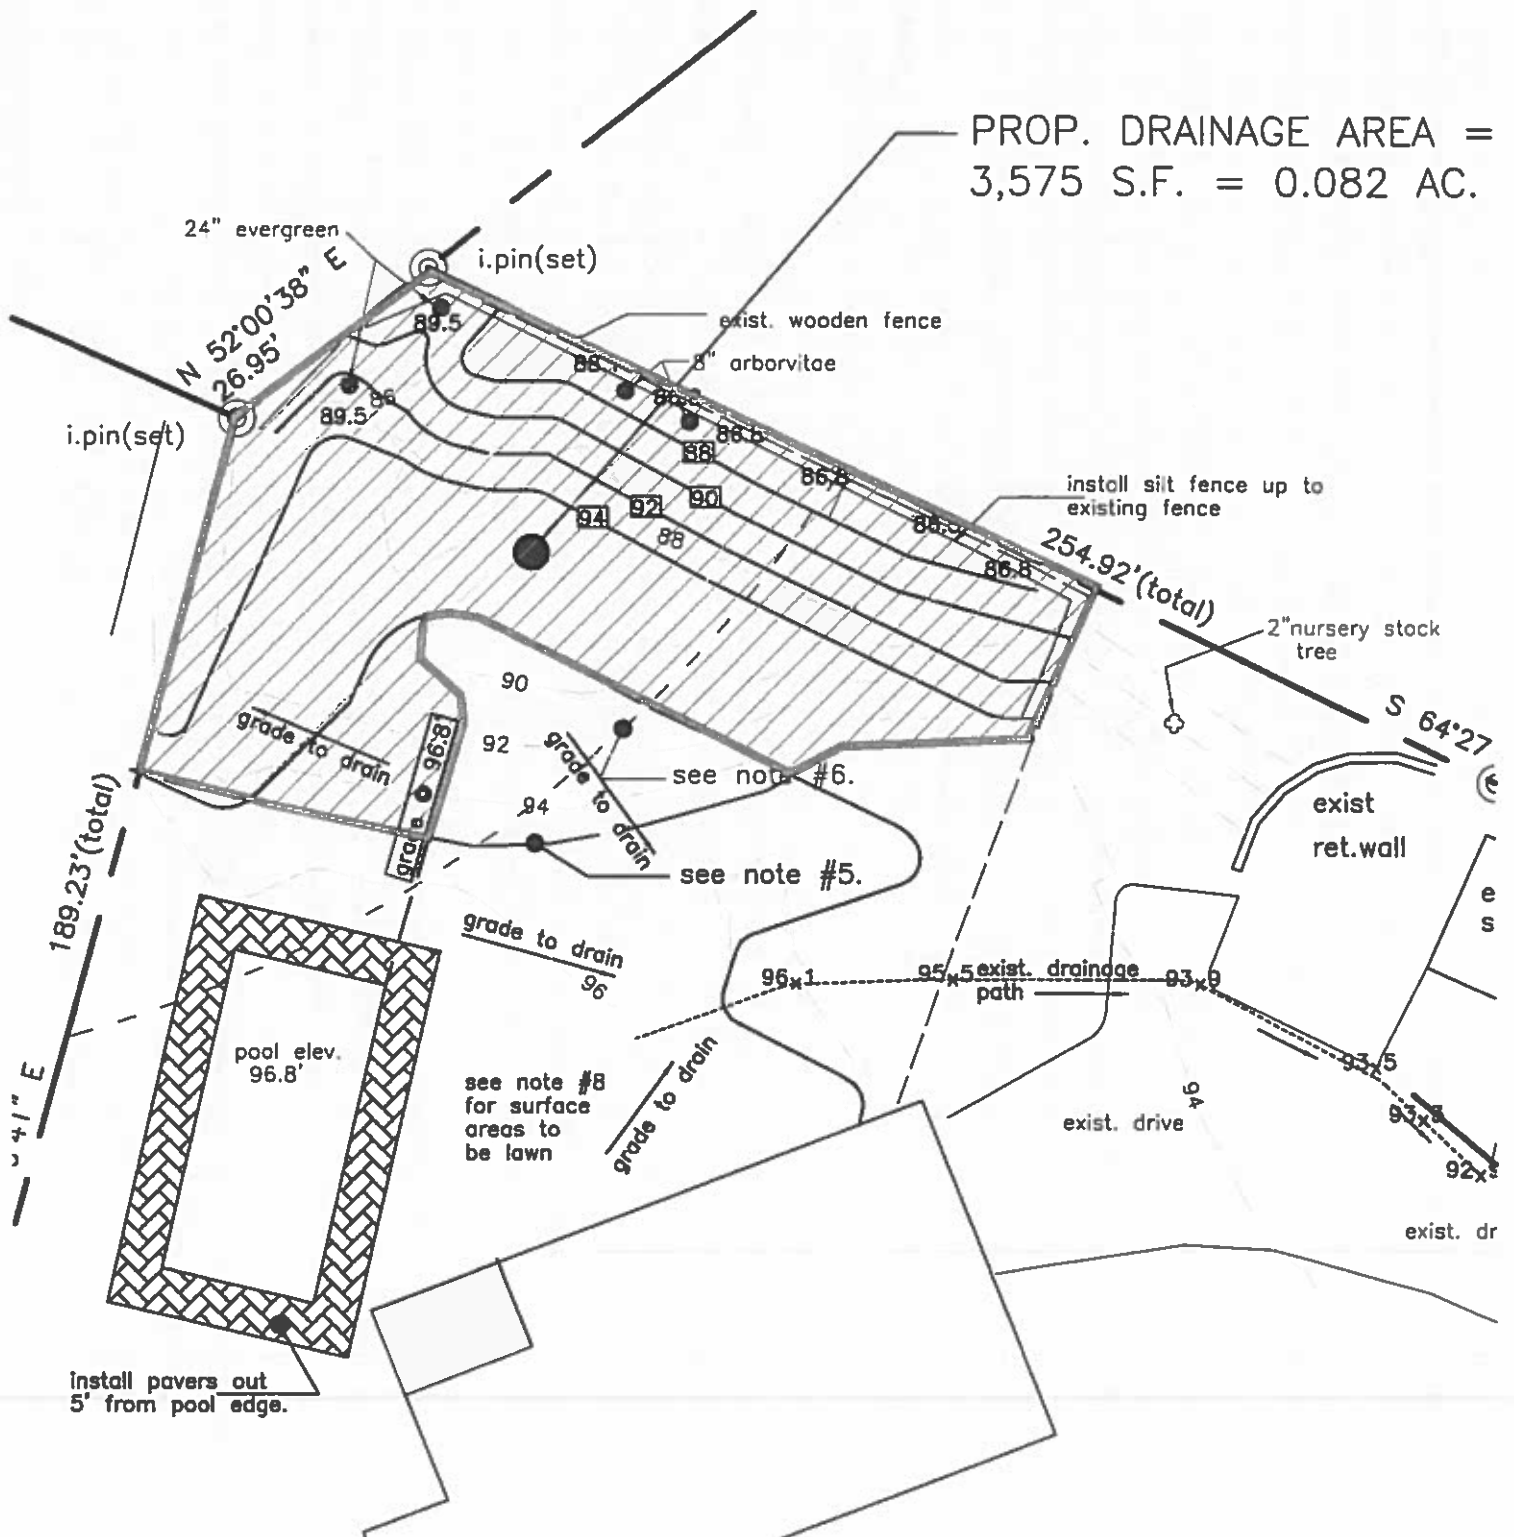 PROP. DRAINAGE AREA =
3,575 S.F. = 0.082 AC.
24" evergreen
i.pin(set)
N 52°00'38" E
26.95'
exist. wooden fence
8" arborvitae
89.5
88
86
89.5
i.pin(set)
86.8
88
86.8
install silt fence up to
existing fence
90
92
94
88
86.8
254.92'(total)
2"nursery stock
tree
90
S 64°27
grade to drain
96.8'
92
grade to drain
see note #6.
94
exist
ret.wall
189.23'(total)
grade
see note #5.
e
s
grade to drain
96
96.1
95.5
exist. drainage
path
93.9
pool elev.
96.8'
see note #8
for surface
areas to
be lawn
grade to drain
93.5
94
exist. drive
41" E
92
exist. dr
install pavers out
5' from pool edge.